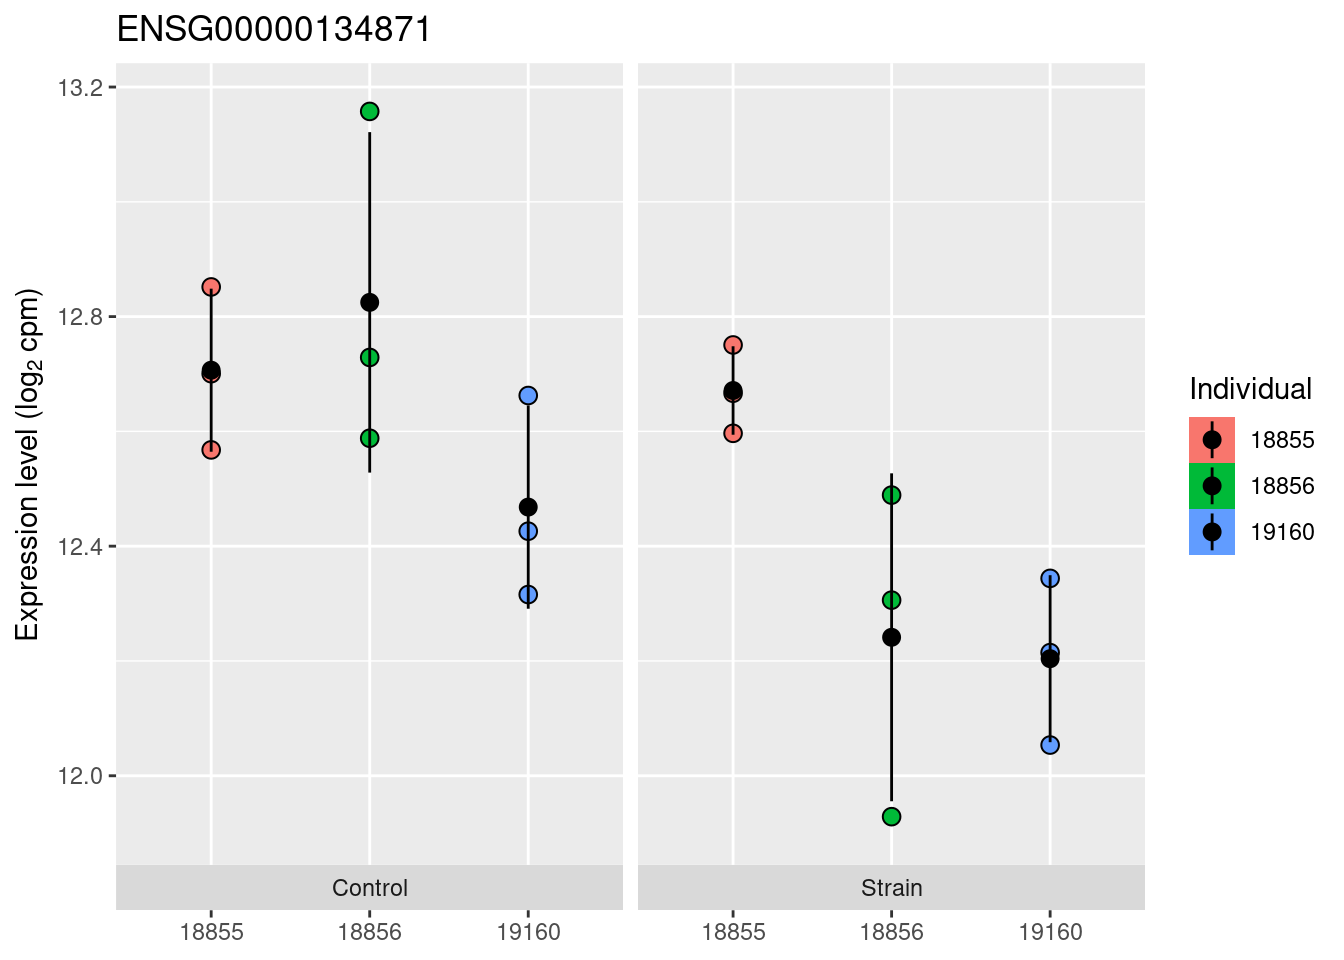 ENSG00000134871
Expression level (log₂ cpm)
13.2
12.8
12.4
12.0
Control
Strain
18855
18856
19160
18855
18856
19160
Individual
18855
18856
19160